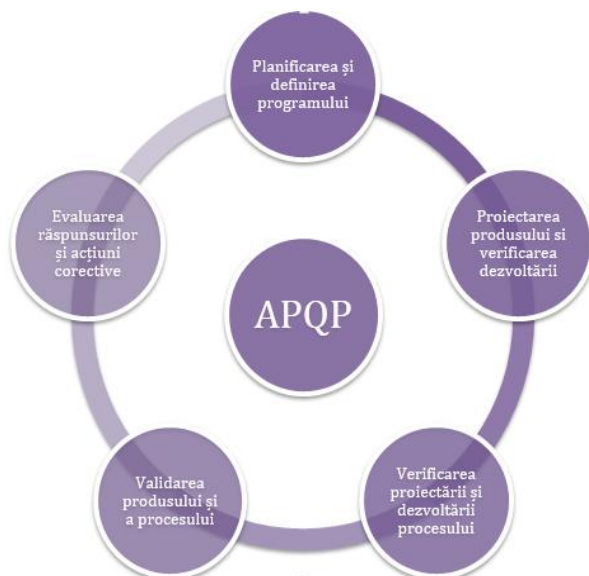 Planificarea și
definirea
programului
Proiectarea
produsului si
verificarea
dezvoltării
Verificarea
proiectării și
dezvoltării
procesului
Validarea
produsului și
a procesului
Evaluarea
răspunsurilor
și acțiuni
corective
APQP